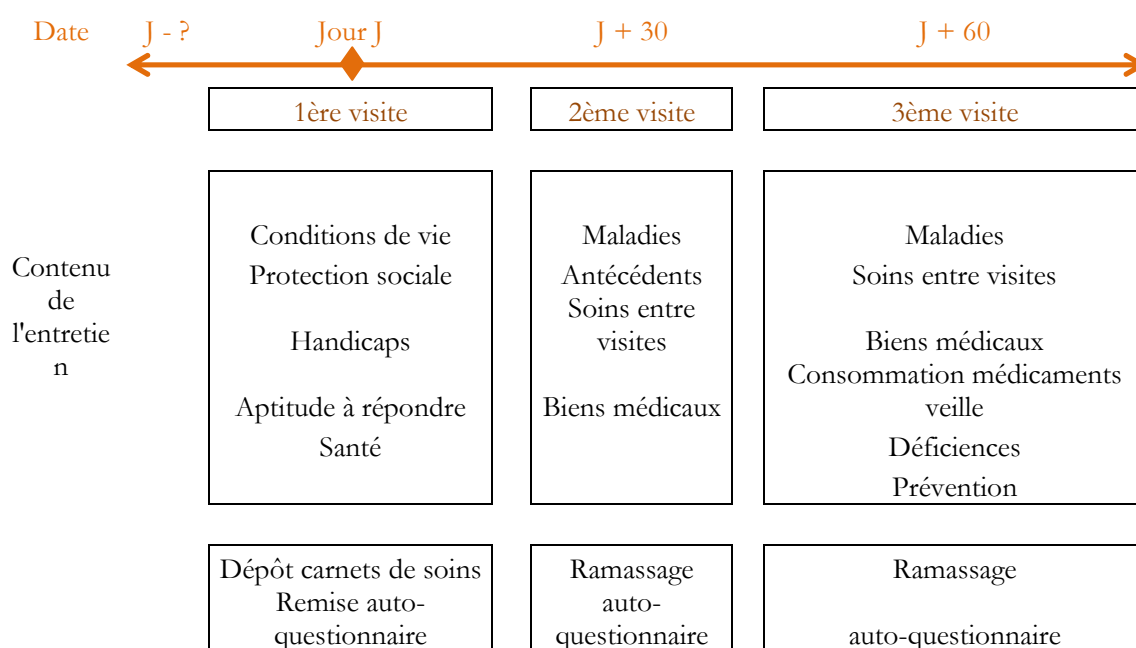 Date J - ? Jour J J + 30 J + 60
1ère visite 2ème visite 3ème visite
Contenu
de
l'entretie
n
Conditions de vie
Protection sociale
Handicaps
Aptitude à répondre
Santé
Maladies
Antécédents
Soins entre
visites
Biens médicaux
Maladies
Soins entre visites
Biens médicaux
Consommation médicaments
veille
Déficiences
Prévention
Dépôt carnets de soins
Remise auto-
questionnaire
Ramassage
auto-
questionnaire
Ramassage
auto-questionnaire